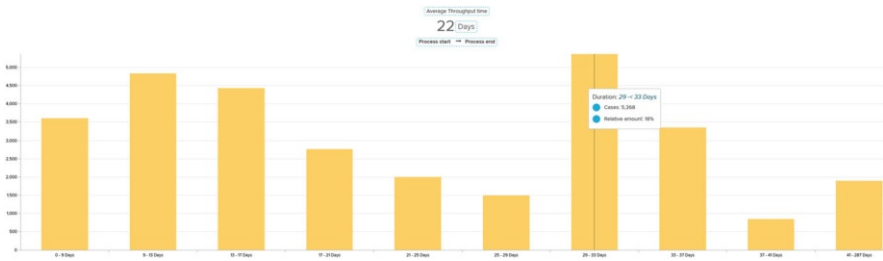 Average Throughput time
22 Days
Process start → Process end
5,000
4,500
4,000
3,500
3,000
2,500
2,000
1,500
1,000
500
0
Duration: 29 -< 33 Days
Cases: 5,368
Relative amount: 18%
9 - 13 Days
13 - 17 Days
17 - 21 Days
21 - 25 Days
25 - 29 Days
29 - 33 Days
33 - 37 Days
37 - 41 Days
41 - 287 Days